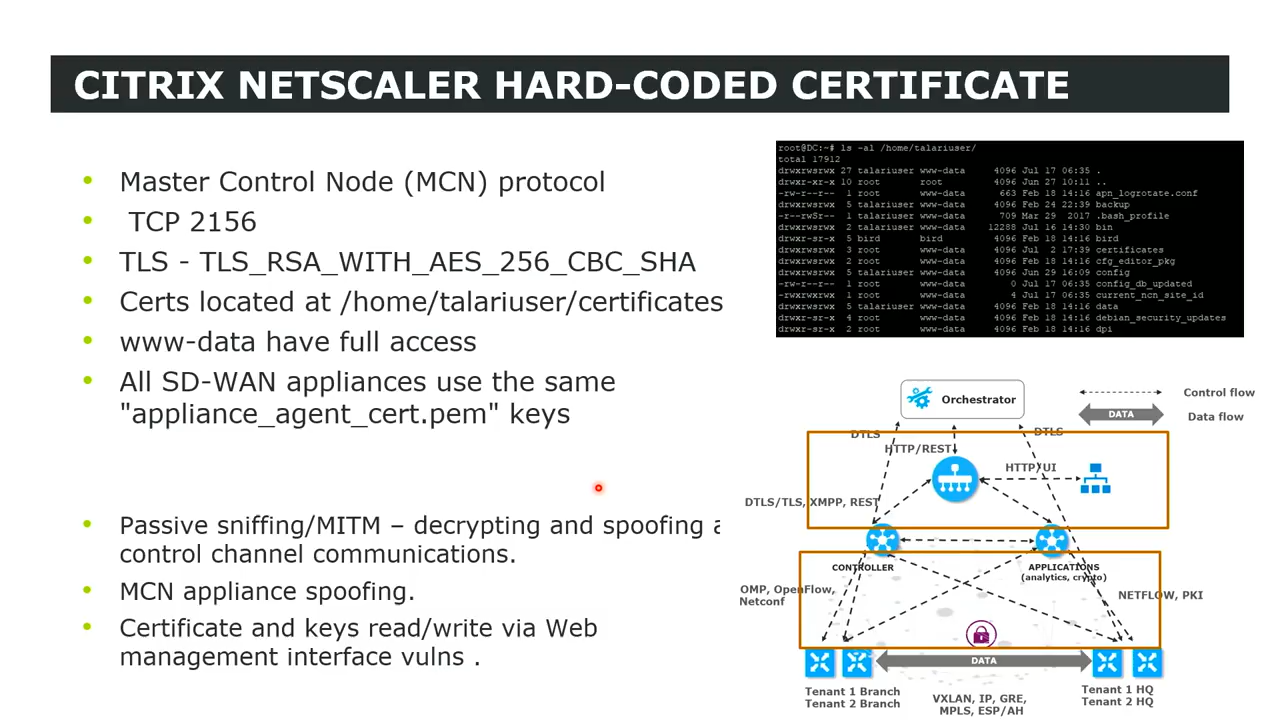 CITRIX NETSCALER HARD-CODED CERTIFICATE
• Master Control Node (MCN) protocol
• TCP 2156
• TLS - TLS_RSA_WITH_AES_256_CBC_SHA
• Certs located at /home/talariuser/certificates
• www-data have full access
• All SD-WAN appliances use the same
"appliance_agent_cert.pem" keys
• Passive sniffing/MITM – decrypting and spoofing a
control channel communications.
• MCN appliance spoofing.
• Certificate and keys read/write via Web
management interface vulns .
root@DC:~# ls -al /home/talariuser/
total 17912
drwxrwsrwx 27 talariuser www-data 4096 Jul 17 06:35 .
drwxr-xr-x 10 root root 4096 Jun 27 10:11 ..
-rw-r--r-- 1 root www-data 663 Feb 18 14:16 apn_logrotate.conf
drwxrwsrwx 5 talariuser www-data 4096 Feb 24 22:39 backup
-r--rwSr-- 1 talariuser www-data 709 Mar 29 2017 .bash_profile
drwxrwsrwx 2 talariuser www-data 12288 Jul 16 14:30 bin
drwxr-sr-x 5 bird bird 4096 Feb 18 14:16 bird
drwxrwsrwx 3 root www-data 4096 Jul 2 17:39 certificates
drwxrwsrwx 2 root www-data 4096 Feb 18 14:16 cfg_editor_pkg
drwxrwsrwx 5 talariuser www-data 4096 Jun 29 16:09 config
-rw-r--rw- 1 root www-data 0 Jul 17 06:35 config_db_updated
-rwxrwxrwx 1 root www-data 4 Jul 17 06:35 current_ncn_site_id
drwxrwsrwx 5 talariuser www-data 4096 Feb 18 14:16 data
drwxr-sr-x 4 root www-data 4096 Feb 18 14:16 debian_security_updates
drwxr-sr-x 2 root www-data 4096 Feb 18 14:16 dpi
Orchestrator
Control flow
DATA
Data flow
DTLS
DTLS
HTTP/REST
HTTP/UI
DTLS/TLS, XMPP, REST
CONTROLLER
APPLICATIONS
(analytics, crypto)
OMP, OpenFlow,
Netconf
NETFLOW, PKI
DATA
Tenant 1 Branch
Tenant 2 Branch
VXLAN, IP, GRE,
MPLS, ESP/AH
Tenant 1 HQ
Tenant 2 HQ